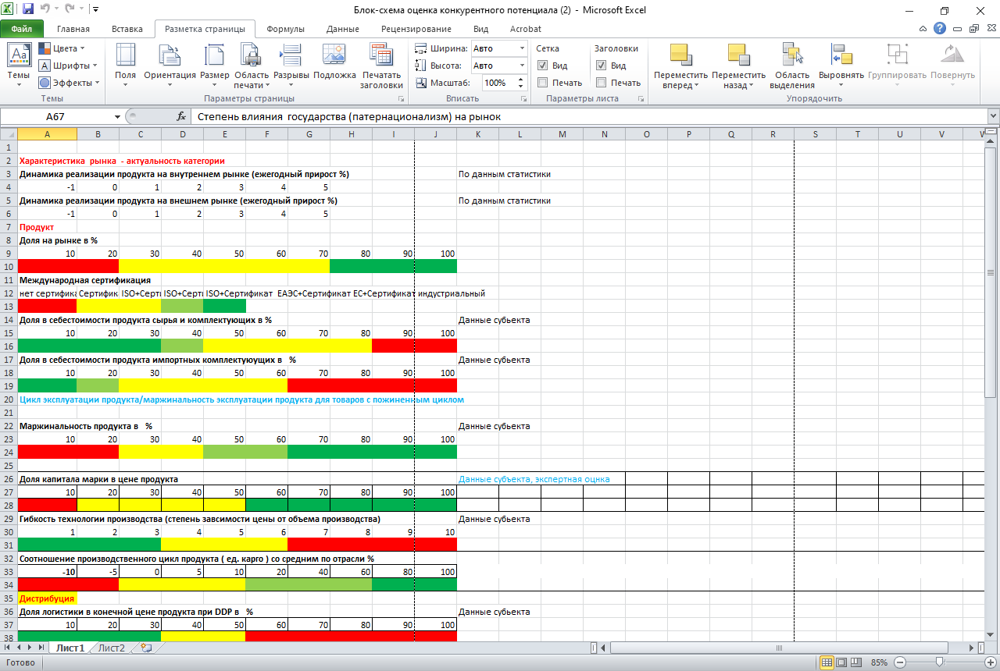 Блок-схема оценка конкурентного потенциала (2) - Microsoft Excel
Файл Главная Вставка Разметка страницы Формулы Данные Рецензирование Вид Acrobat
Цвета Ширина: Авто Сетка Заголовки
Шрифты Высота: Авто Вид Вид
Эффекты Масштаб: 100% Печать Печать
Темы Поля Ориентация Размер Область печати Разрывы Подложка Печатать заголовки Переместить вперед Переместить назад Область выделения Выровнять Группировать Повернуть
Темы Параметры страницы Вписать Параметры листа Упорядочить
A67 fx Степень влияния государства (патернационализм) на рынок
A B C D E F G H I J K L M N O P Q R S T U V W
1
2 Характеристика рынка - актуальность категории
3 Динамика реализации продукта на внутреннем рынке (ежегодный прирост %) По данным статистики
4 -1 0 1 2 3 4 5
5 Динамика реализации продукта на внешнем рынке (ежегодный прирост %) По данным статистики
6 -1 0 1 2 3 4 5
7 Продукт
8 Доля на рынке в %
9 10 20 30 40 50 60 70 80 90 100
10
11 Международная сертификация
12 нет сертифика Сертифик ISO+Серти ISO+Серти ISO+Сертификат ЕАЭС+Сертификат ЕС+Сертификат индустриальный
13
14 Доля в себестоимости продукта сырья и комплектующих в % Данные субьекта
15 10 20 30 40 50 60 70 80 90 100
16
17 Доля в себестоимости продукта импортных комплектуюущих в % Данные субьекта
18 10 20 30 40 50 60 70 80 90 100
19
20 Цикл эксплуатации продукта/маржинальность эксплуатации продукта для товаров с пожиненным циклом
21
22 Маржинальность продукта в % Данные субьекта
23 10 20 30 40 50 60 70 80 90 100
24
25
26 Доля капитала марки в цене продукта Данные субъекта, экспертная оцнка
27 10 20 30 40 50 60 70 80 90 100
28
29 Гибкость технологии производства (степень завсимости цены от объема производства) Данные субьекта
30 1 2 3 4 5 6 7 8 9 10
31
32 Соотношение производственного цикл продукта ( ед. карго ) со средним по отрасли %
33 -10 -5 0 5 10 20 40 60 80 100
34
35 Дистрибуция
36 Доля логистики в конечной цене продукта при DDP в % Данные субьекта
37 10 20 30 40 50 60 70 80 90 100
38
Лист1 Лист2
Готово 85%